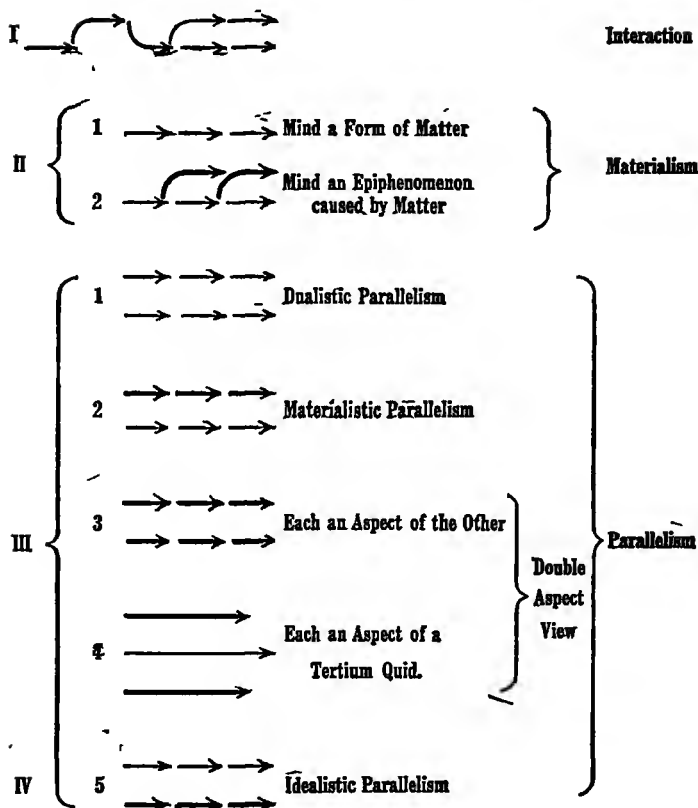 I Interaction
1 Mind a Form of Matter
II Materialism
2 Mind an Epiphenomenon
caused by Matter
1 Dualistic Parallelism
2 Materialistic Parallelism
3 Each an Aspect of the Other
III Parallelism
Double
Aspect
View
4 Each an Aspect of a
Tertium Quid.
IV 5 Idealistic Parallelism